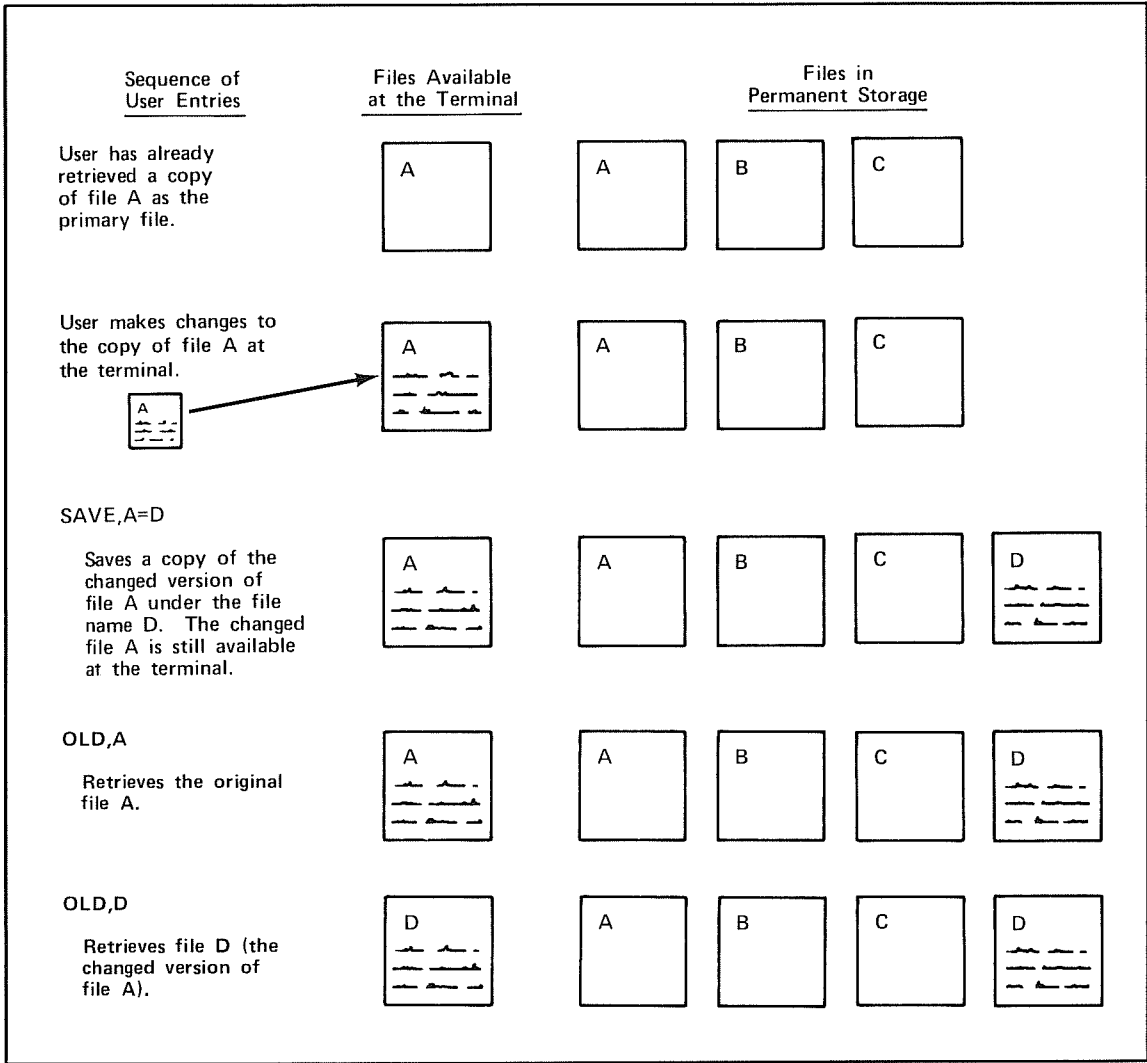 Sequence of
User Entries
Files Available
at the Terminal
Files in
Permanent Storage
User has already
retrieved a copy
of file A as the
primary file.
A
A
B
C
User makes changes to
the copy of file A at
the terminal.
A
A
A
B
C
SAVE,A=D
Saves a copy of the
changed version of
file A under the file
name D. The changed
file A is still available
at the terminal.
A
A
B
C
D
OLD,A
Retrieves the original
file A.
A
A
B
C
D
OLD,D
Retrieves file D (the
changed version of
file A).
D
A
B
C
D